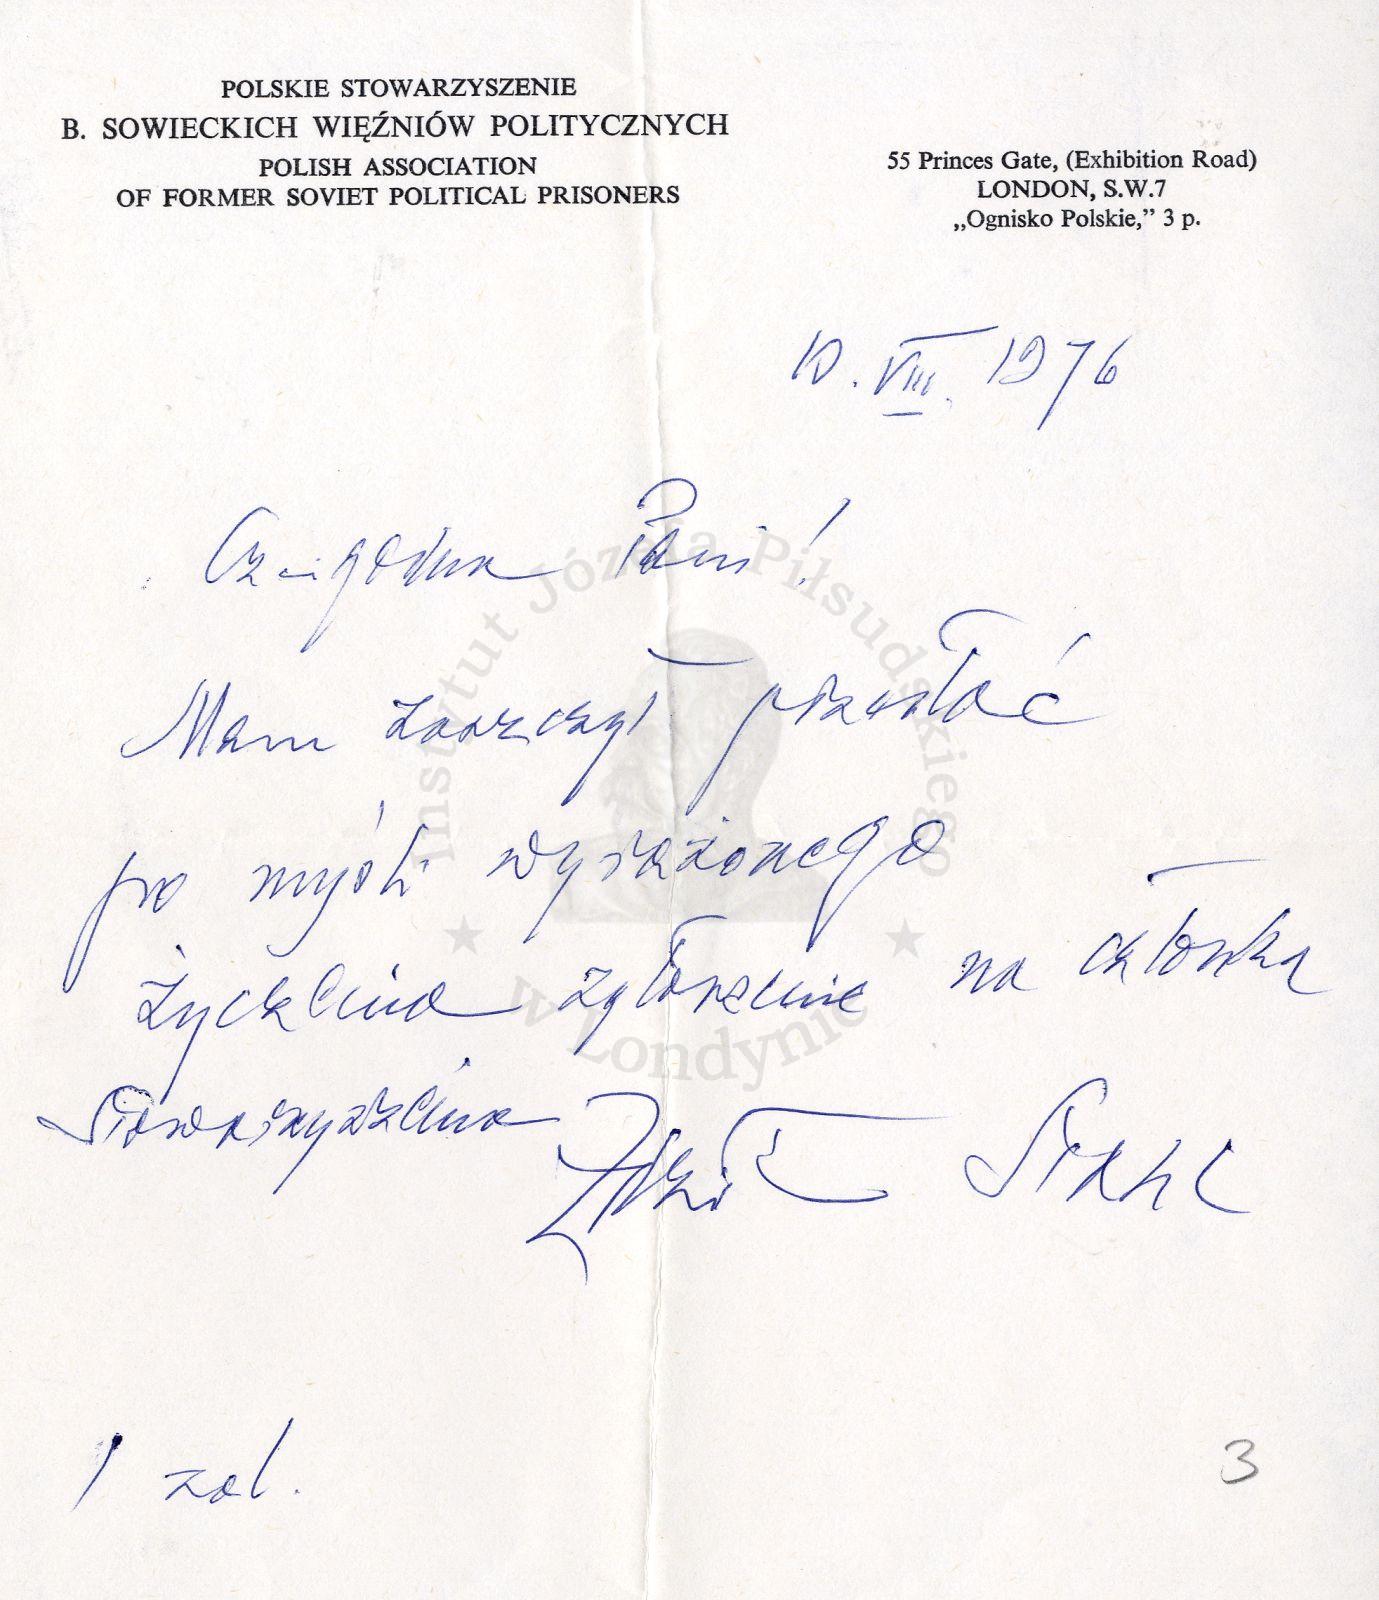 POLSKIE STOWARZYSZENIE
B. SOWIECKICH WIĘŹNIÓW POLITYCZNYCH
POLISH ASSOCIATION
OF FORMER SOVIET POLITICAL PRISONERS
55 Princes Gate, (Exhibition Road)
LONDON, S.W.7
„Ognisko Polskie,” 3 p.
10. VIII. 1976
Czcigodna Pani!
Mam zaszczyt przesłać
po myśli wyrażonego
życzenia zgłoszenie na członka
Stowarzyszenia
Zdzisław Stahl
1 zał.
3
Instytut Józefa Piłsudskiego
w Londynie